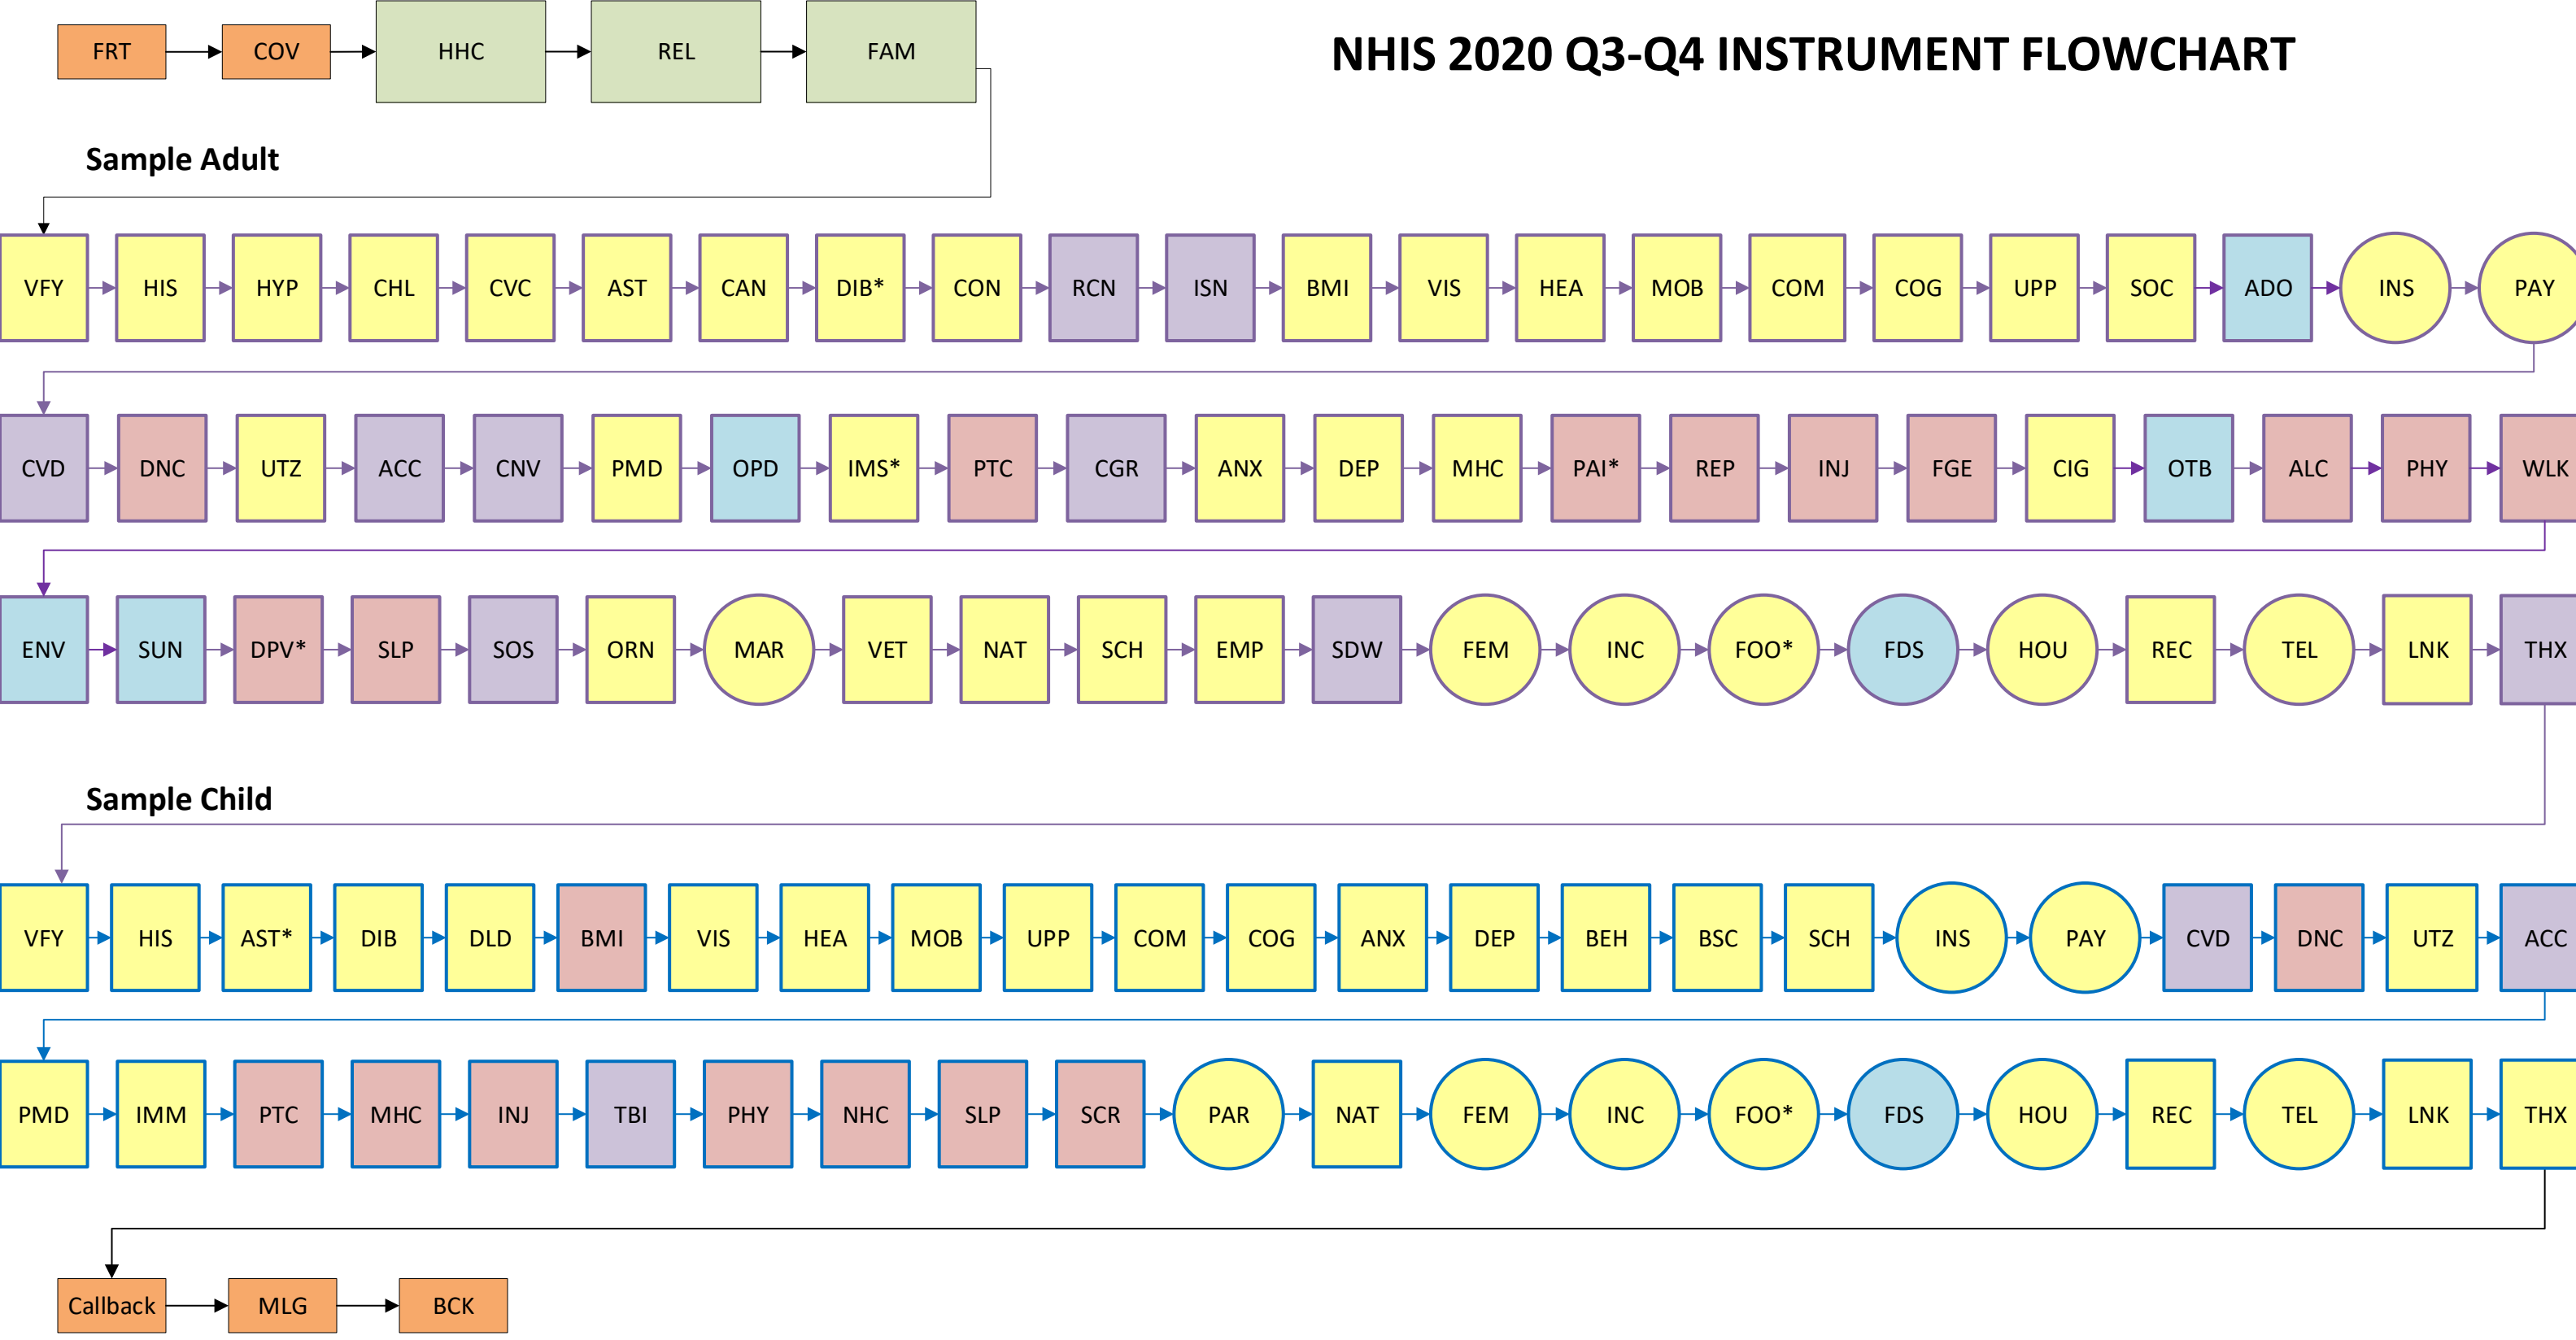 FRT COV HHC REL FAM
NHIS 2020 Q3-Q4 INSTRUMENT FLOWCHART
Sample Adult
VFY HIS HYP CHL CVC AST CAN DIB* CON RCN ISN BMI VIS HEA MOB COM COG UPP SOC ADO INS PAY
CVD DNC UTZ ACC CNV PMD OPD IMS* PTC CGR ANX DEP MHC PAI* REP INJ FGE CIG OTB ALC PHY WLK
ENV SUN DPV* SLP SOS ORN MAR VET NAT SCH EMP SDW FEM INC FOO* FDS HOU REC TEL LNK THX
Sample Child
VFY HIS AST* DIB DLD BMI VIS HEA MOB UPP COM COG ANX DEP BEH BSC SCH INS PAY CVD DNC UTZ ACC
PMD IMM PTC MHC INJ TBI PHY NHC SLP SCR PAR NAT FEM INC FOO* FDS HOU REC TEL LNK THX
Callback MLG BCK